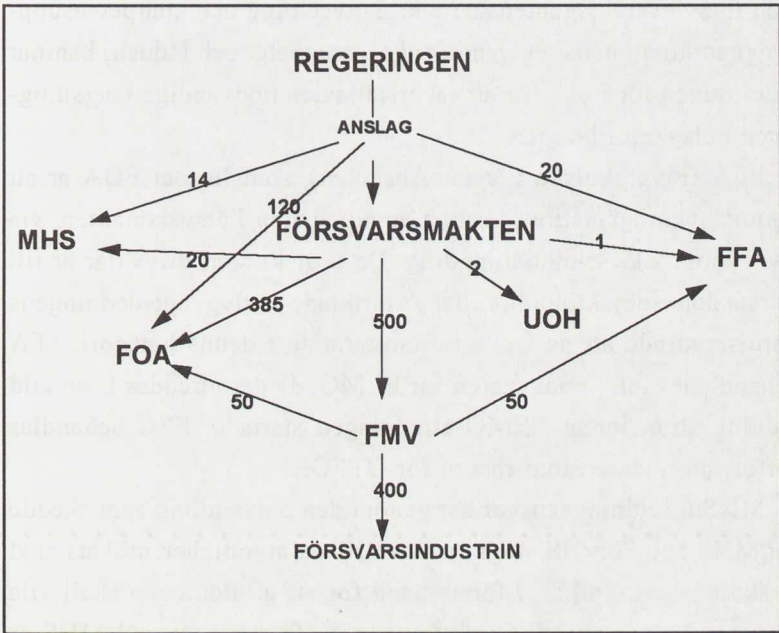 REGERINGEN
ANSLAG
14
20
120
MHS
FÖRSVARSMAKTEN
1
FFA
20
2
385
500
UOH
FOA
50
50
FMV
400
FÖRSVARSINDUSTRIN